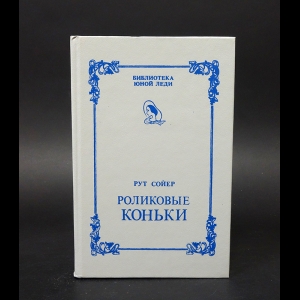 БИБЛИОТЕКА
ЮНОЙ ЛЕДИ
РУТ СОЙЕР
РОЛИКОВЫЕ
КОНЬКИ